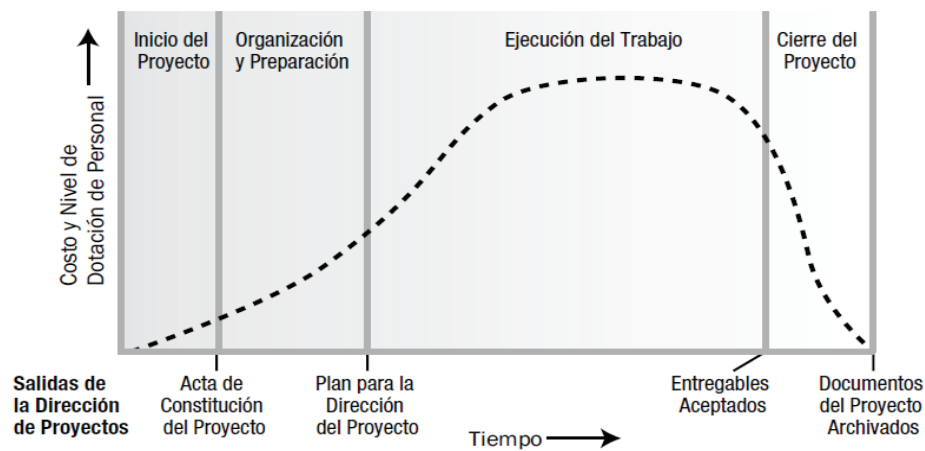 Costo y Nivel de
Dotación de Personal
Inicio del
Proyecto
Organización
y Preparación
Ejecución del Trabajo
Cierre del
Proyecto
Salidas de
la Dirección
de Proyectos
Acta de
Constitución
del Proyecto
Plan para la
Dirección
del Proyecto
Entregables
Aceptados
Documentos
del Proyecto
Archivados
Tiempo